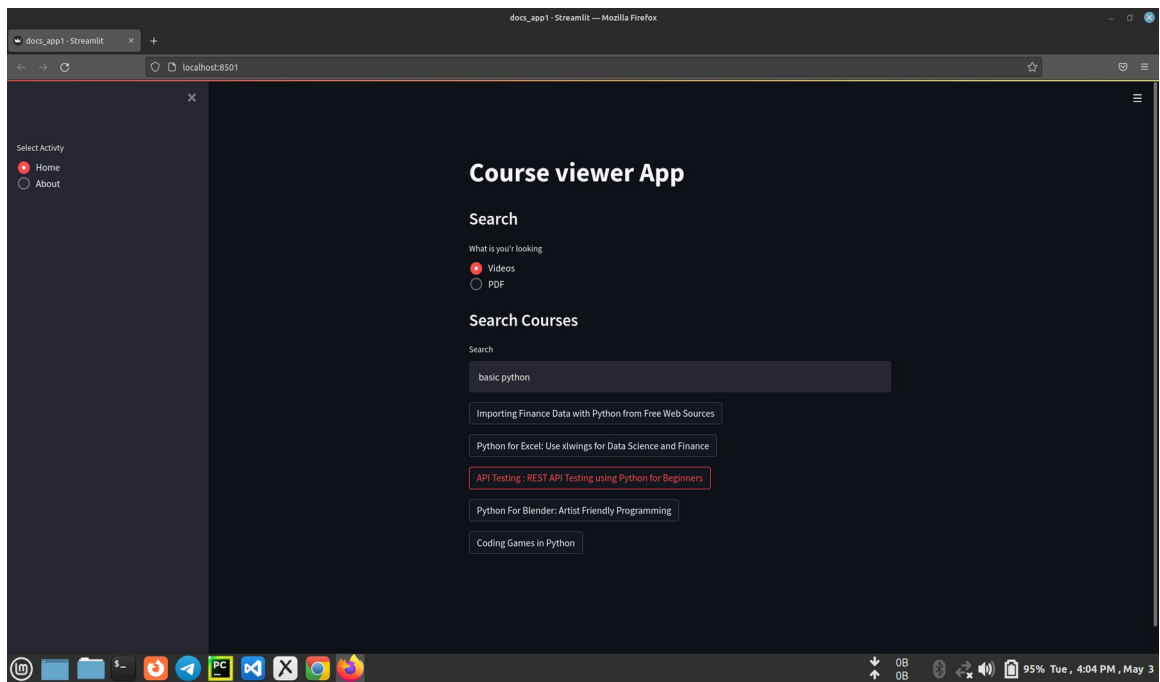 docs_app1 · Streamlit — Mozilla Firefox
docs_app1 · Streamlit
localhost:8501
Select Activty
Home
About
Course viewer App
Search
What is you'r looking
Videos
PDF
Search Courses
Search
basic python
Importing Finance Data with Python from Free Web Sources
Python for Excel: Use xlwings for Data Science and Finance
API Testing : REST API Testing using Python for Beginners
Python For Blender: Artist Friendly Programming
Coding Games in Python
lm
$_
PC
X
0B
0B
95% Tue , 4:04 PM , May 3